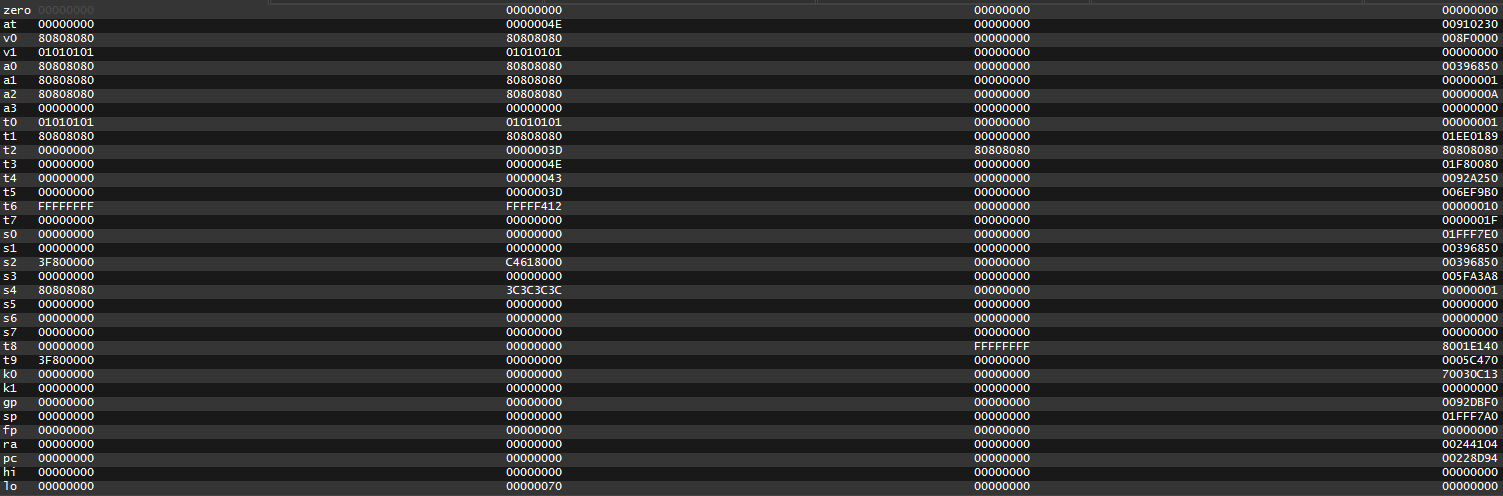 zero 00000000 00000000 00000000 00000000
at 00000000 0000004E 00000000 00910230
v0 80808080 80808080 00000000 008F0000
v1 01010101 01010101 00000000 00000000
a0 80808080 80808080 00000000 00396850
a1 80808080 80808080 00000000 00000001
a2 80808080 80808080 00000000 0000000A
a3 00000000 00000000 00000000 00000000
t0 01010101 01010101 00000000 00000001
t1 80808080 80808080 00000000 01EE0189
t2 00000000 0000003D 80808080 80808080
t3 00000000 0000004E 00000000 01F80080
t4 00000000 00000043 00000000 0092A250
t5 00000000 0000003D 00000000 006EF9B0
t6 FFFFFFFF FFFFF412 00000000 00000010
t7 00000000 00000000 00000000 0000001F
s0 00000000 00000000 00000000 01FFF7E0
s1 00000000 00000000 00000000 00396850
s2 3F800000 C4618000 00000000 00396850
s3 00000000 00000000 00000000 005FA3A8
s4 80808080 3C3C3C3C 00000000 00000001
s5 00000000 00000000 00000000 00000000
s6 00000000 00000000 00000000 00000000
s7 00000000 00000000 00000000 00000000
t8 00000000 00000000 FFFFFFFF 8001E140
t9 3F800000 00000000 00000000 0005C470
k0 00000000 00000000 00000000 70030C13
k1 00000000 00000000 00000000 00000000
gp 00000000 00000000 00000000 0092DBF0
sp 00000000 00000000 00000000 01FFF7A0
fp 00000000 00000000 00000000 00000000
ra 00000000 00000000 00000000 00244104
pc 00000000 00000000 00000000 00228D94
hi 00000000 00000000 00000000 00000000
lo 00000000 00000070 00000000 00000000